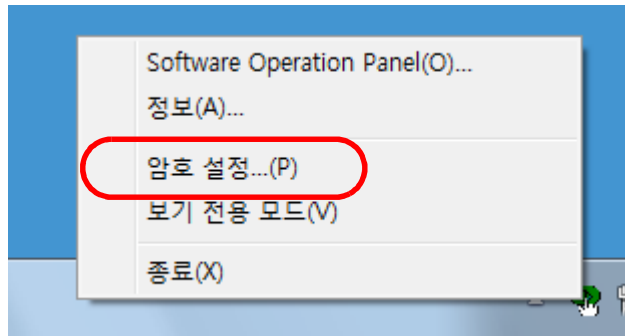 Software Operation Panel(O)...
정보(A)...
암호 설정...(P)
보기 전용 모드(V)
종료(X)